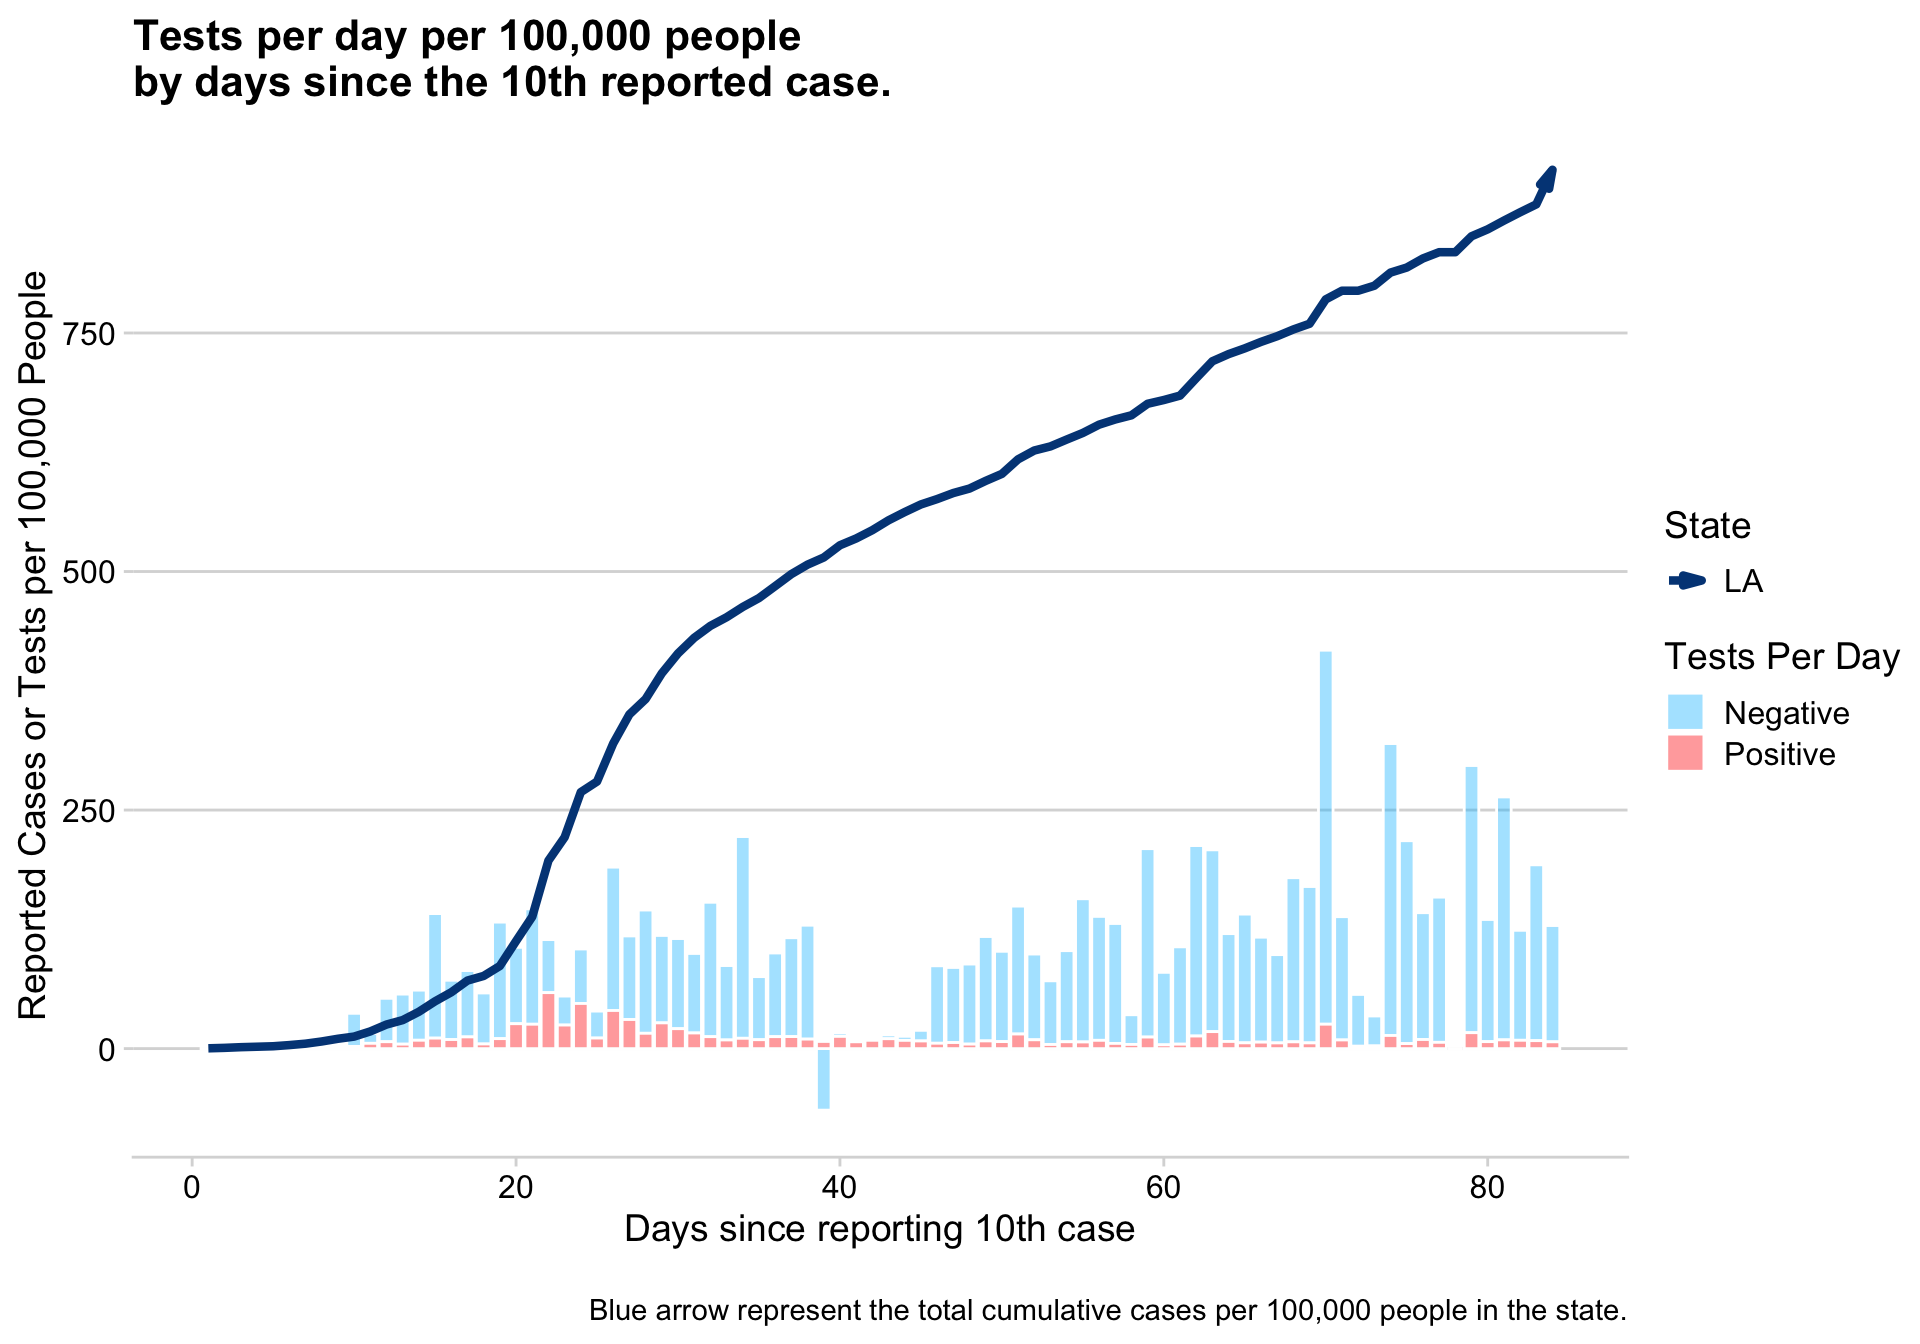 Tests per day per 100,000 people
by days since the 10th reported case.
Reported Cases or Tests per 100,000 People
750
500
250
0
0
20
40
60
80
Days since reporting 10th case
State
LA
Tests Per Day
Negative
Positive
Blue arrow represent the total cumulative cases per 100,000 people in the state.